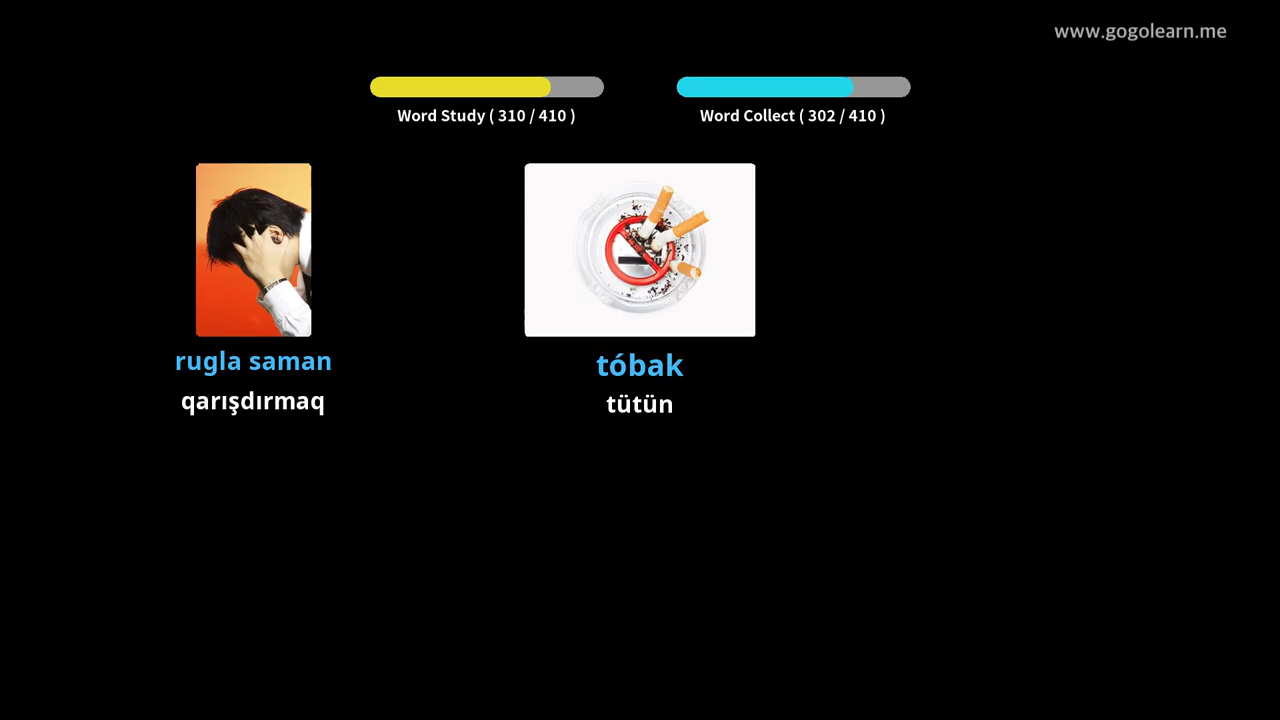 www.gogolearn.me
Word Study ( 310 / 410 )
Word Collect ( 302 / 410 )
rugla saman
qarışdırmaq
tóbak
tütün